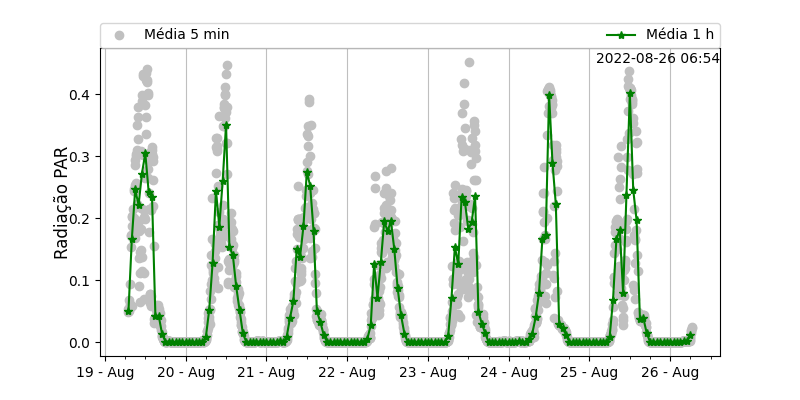 Média 5 min Média 1 h
2022-08-26 06:54
Radiação PAR
0.4
0.3
0.2
0.1
0.0
19 - Aug 20 - Aug 21 - Aug 22 - Aug 23 - Aug 24 - Aug 25 - Aug 26 - Aug